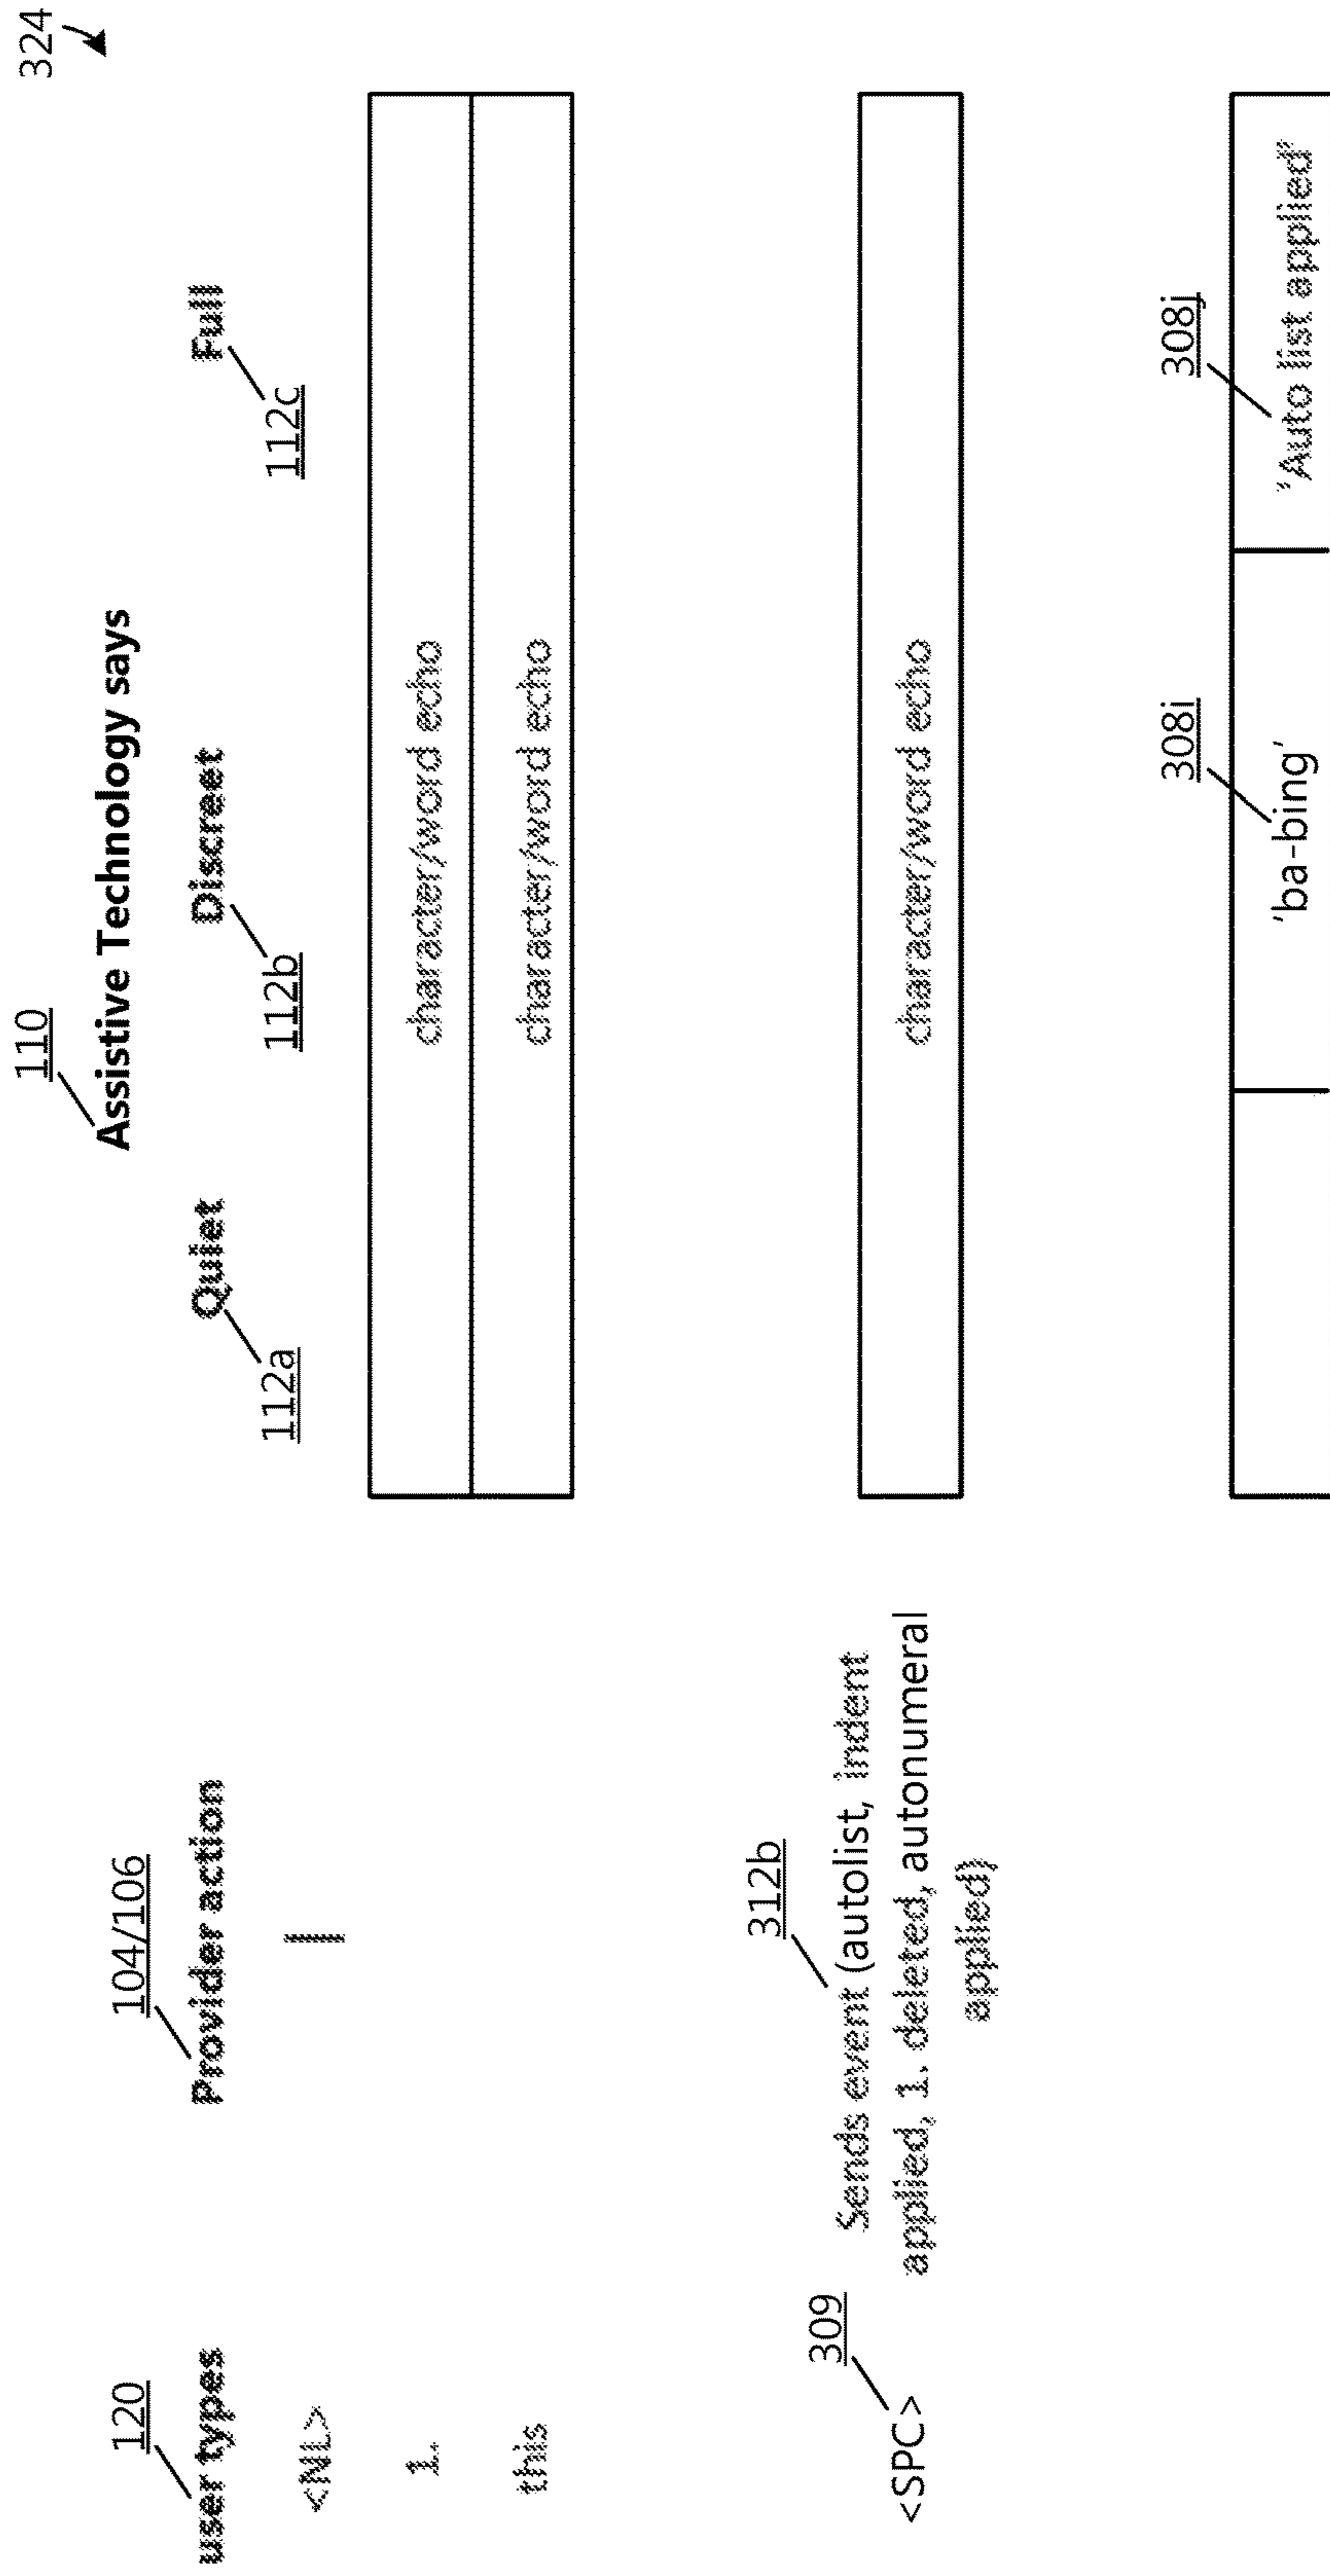 324
110
Assistive Technology says
120
104/106
user types
Provider action
Quiet
Discreet
Full
112a
112b
112c
<NL>
|
1.
character/word echo
this
character/word echo
309
312b
<SPC>
Sends event (autolist, indent
applied, 1. deleted, autonumeral
applied)
character/word echo
308i
308j
'ba-bing'
'Auto list applied'